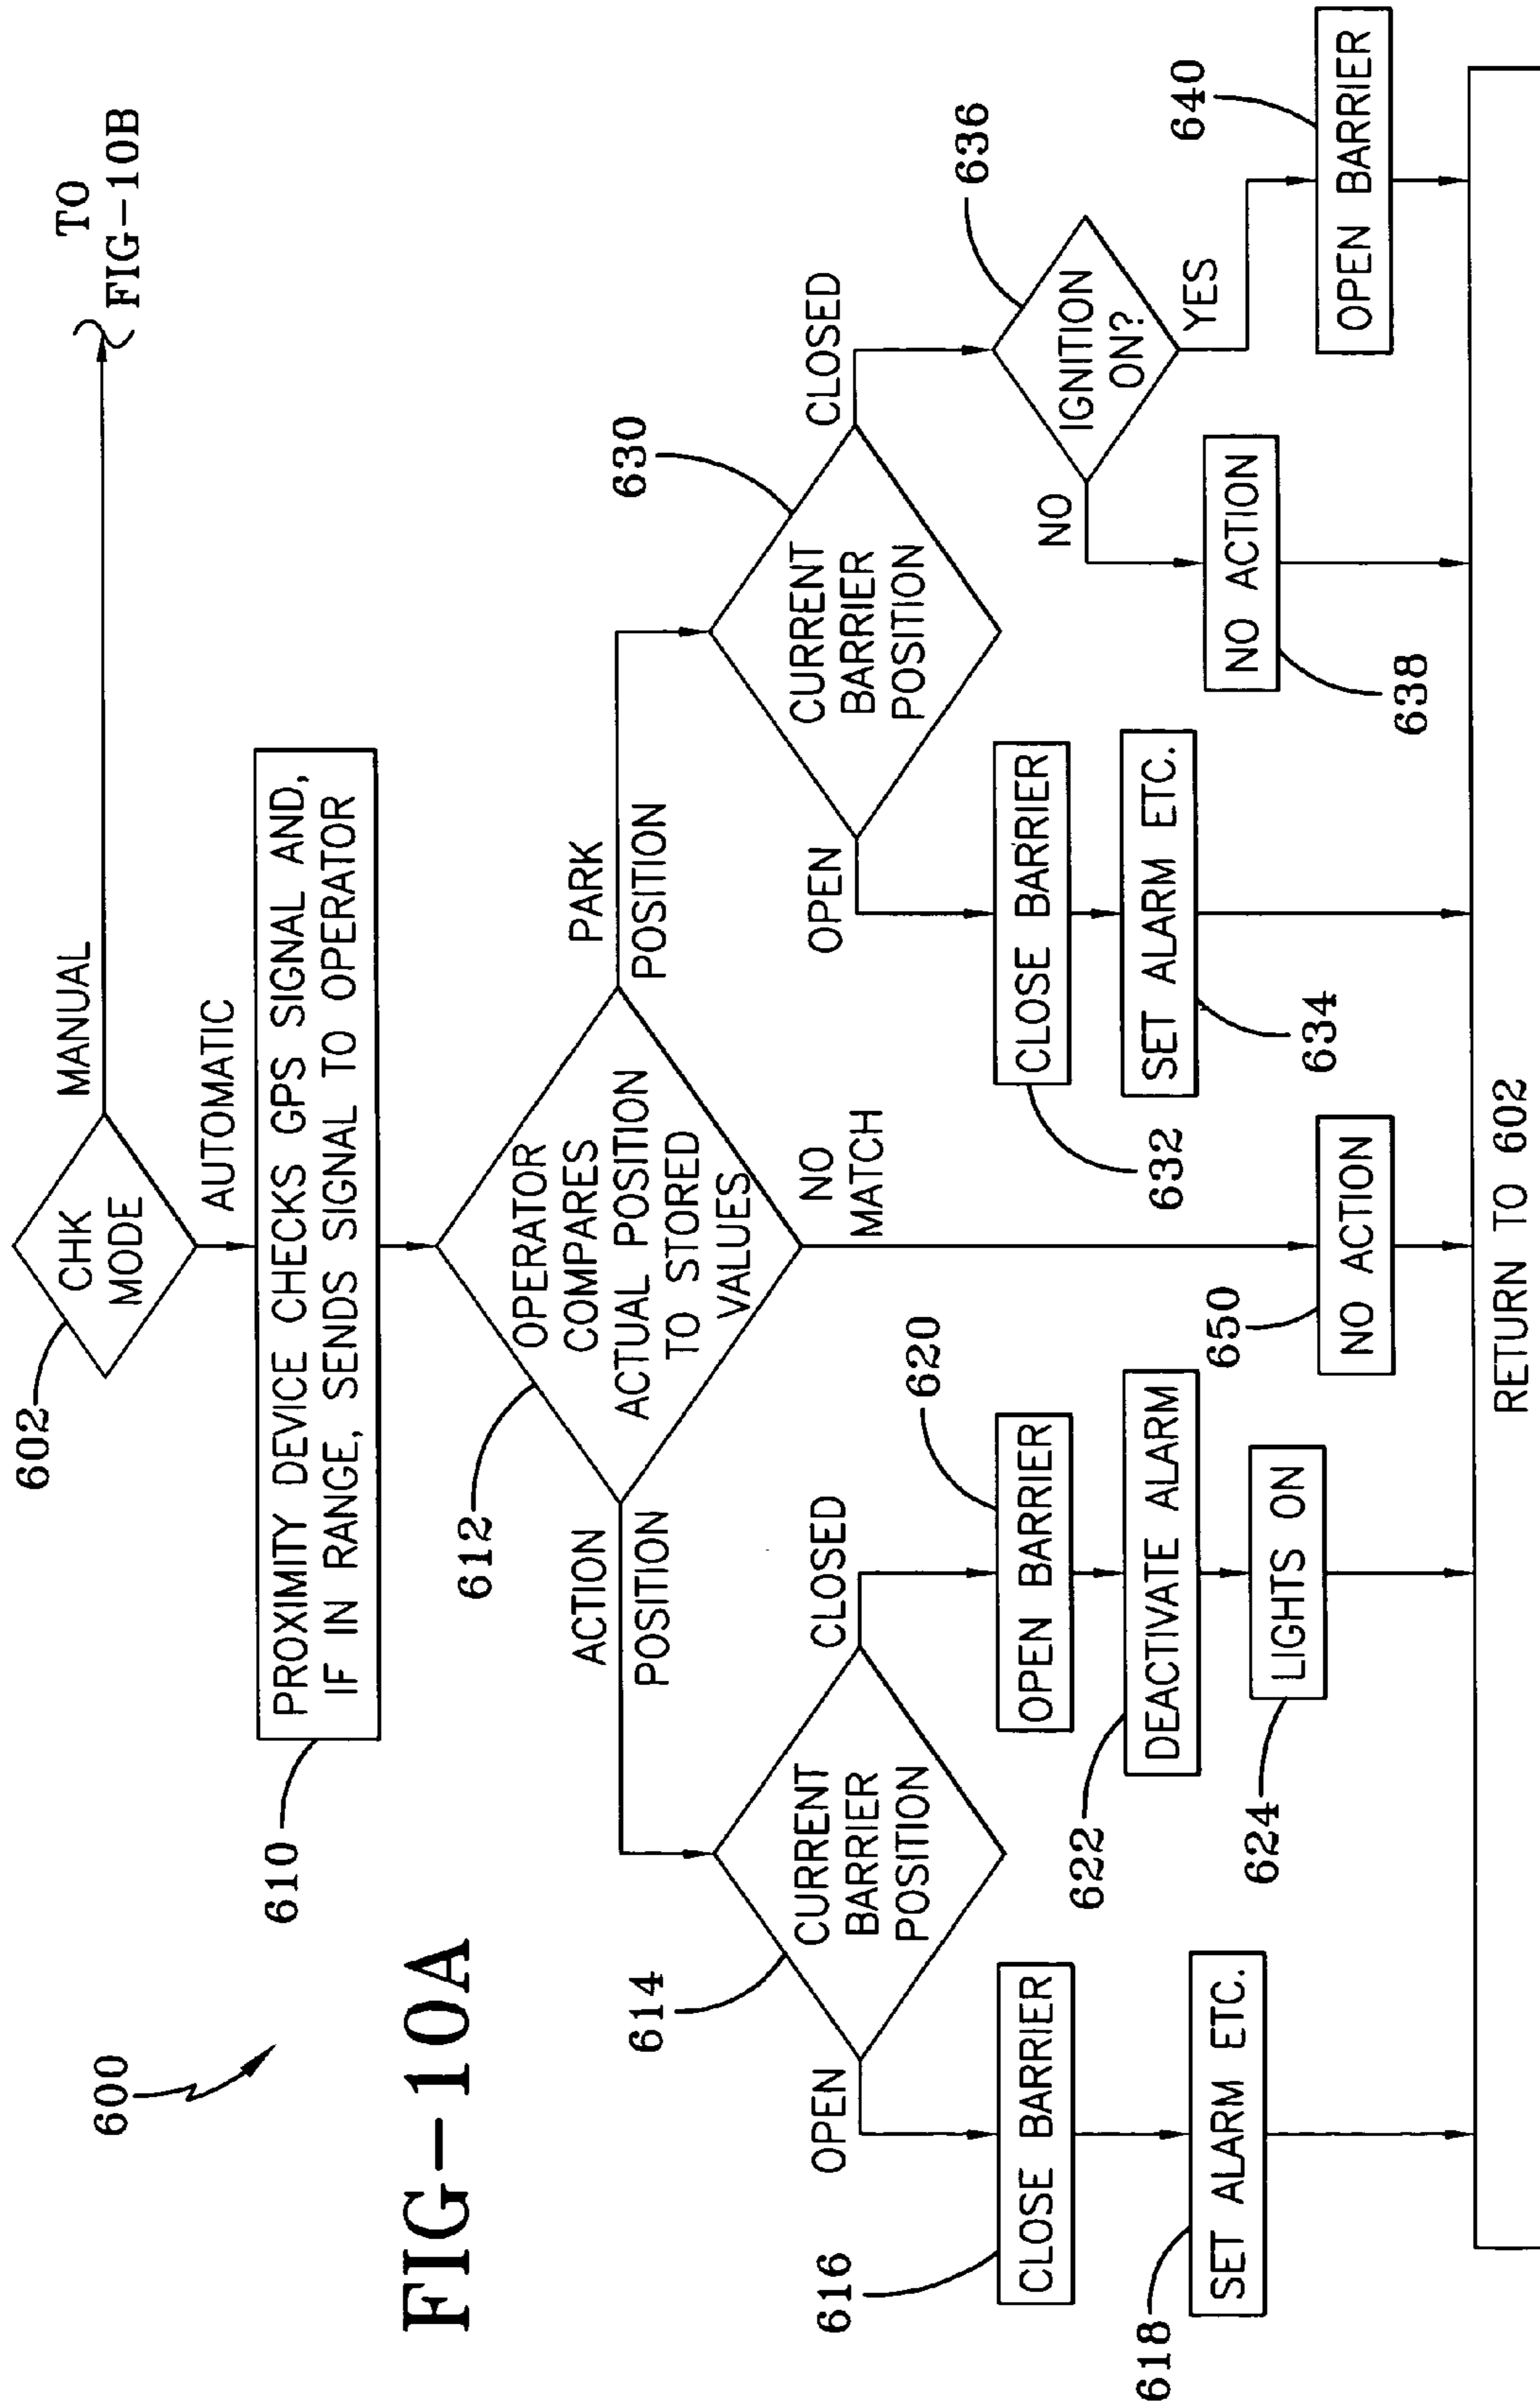 600
FIG-10A
602
CHK
MODE
MANUAL
TO
FIG-10B
AUTOMATIC
610
PROXIMITY DEVICE CHECKS GPS SIGNAL AND,
IF IN RANGE, SENDS SIGNAL TO OPERATOR
612
OPERATOR
COMPARES
ACTUAL POSITION
TO STORED
VALUES
ACTION
POSITION
PARK
POSITION
NO
MATCH
614
CURRENT
BARRIER
POSITION
OPEN
CLOSED
616
CLOSE BARRIER
618
SET ALARM ETC.
620
OPEN BARRIER
622
DEACTIVATE ALARM
624
LIGHTS ON
650
NO ACTION
630
CURRENT
BARRIER
POSITION
OPEN
CLOSED
632
CLOSE BARRIER
634
SET ALARM ETC.
636
IGNITION
ON?
NO
YES
638
NO ACTION
640
OPEN BARRIER
RETURN TO 602